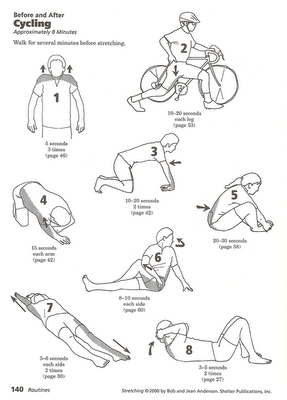 Before and After
Cycling
Approximately 8 Minutes
Walk for several minutes before stretching.
1
5 seconds
3 times
(page 46)
2
10–20 seconds
each leg
(page 53)
3
10–20 seconds
2 times
(page 42)
4
15 seconds
each arm
(page 42)
5
20–30 seconds
(page 58)
6
8–10 seconds
each side
(page 60)
7
5–6 seconds
each side
2 times
(page 30)
8
3–5 seconds
2 times
(page 27)
140 Routines
Stretching ©2000 by Bob and Jean Anderson. Shelter Publications, Inc.